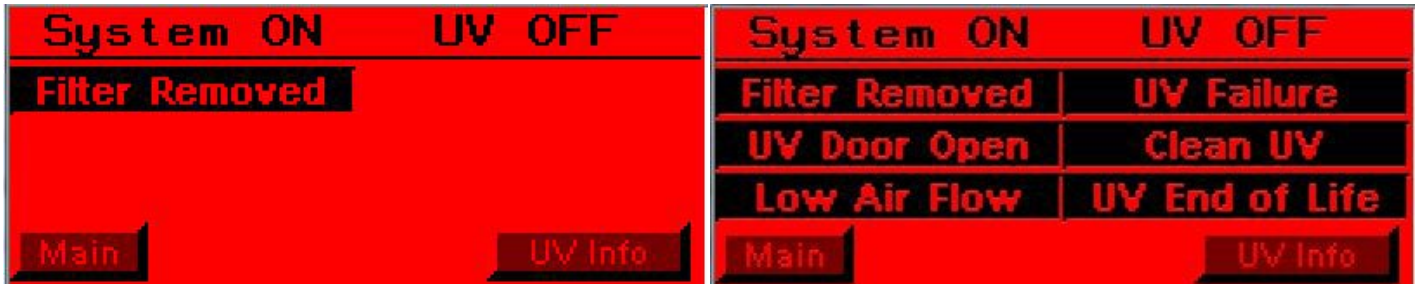 System ON UV OFF
Filter Removed
Main UV Info
System ON UV OFF
Filter Removed UV Failure
UV Door Open Clean UV
Low Air Flow UV End of Life
Main UV Info